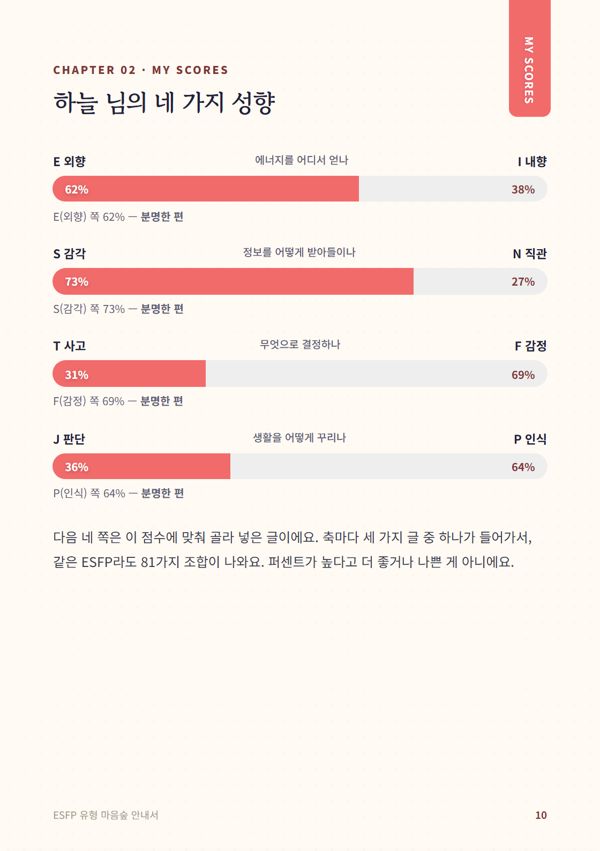 MY SCORES
CHAPTER 02 · MY SCORES
하늘 님의 네 가지 성향
E 외향 에너지를 어디서 얻나 I 내향
62% 38%
E(외향) 쪽 62% — 분명한 편
S 감각 정보를 어떻게 받아들이나 N 직관
73% 27%
S(감각) 쪽 73% — 분명한 편
T 사고 무엇으로 결정하나 F 감정
31% 69%
F(감정) 쪽 69% — 분명한 편
J 판단 생활을 어떻게 꾸리나 P 인식
36% 64%
P(인식) 쪽 64% — 분명한 편
다음 네 쪽은 이 점수에 맞춰 골라 넣은 글이에요. 축마다 세 가지 글 중 하나가 들어가서,
같은 ESFP라도 81가지 조합이 나와요. 퍼센트가 높다고 더 좋거나 나쁜 게 아니에요.
ESFP 유형 마음숲 안내서 10